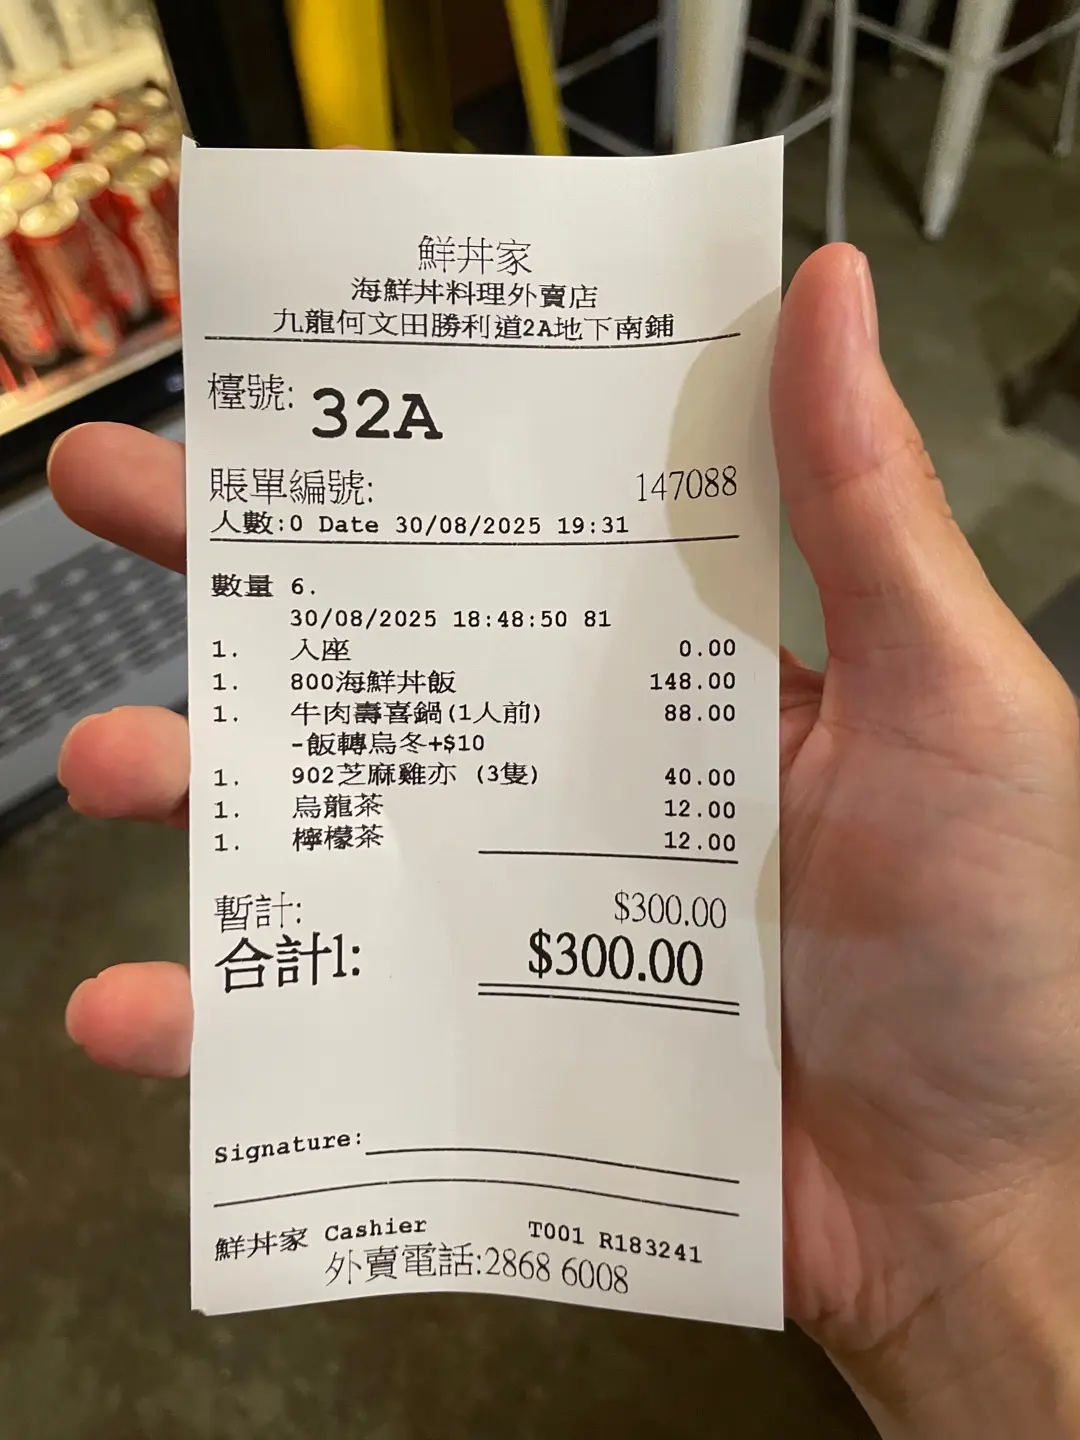 鮮丼家
海鮮丼料理外賣店
九龍何文田勝利道2A地下南鋪
檯號: 32A
賬單編號: 147088
人數:0 Date 30/08/2025 19:31
數量 6.
30/08/2025 18:48:50 81
1. 入座 0.00
1. 800海鮮丼飯 148.00
1. 牛肉壽喜鍋(1人前) 88.00
-飯轉烏冬+$10
1. 902芝麻雞亦 (3隻) 40.00
1. 烏龍茶 12.00
1. 檸檬茶 12.00
暫計: $300.00
合計1: $300.00
Signature:
鮮丼家 Cashier T001 R183241
外賣電話:2868 6008